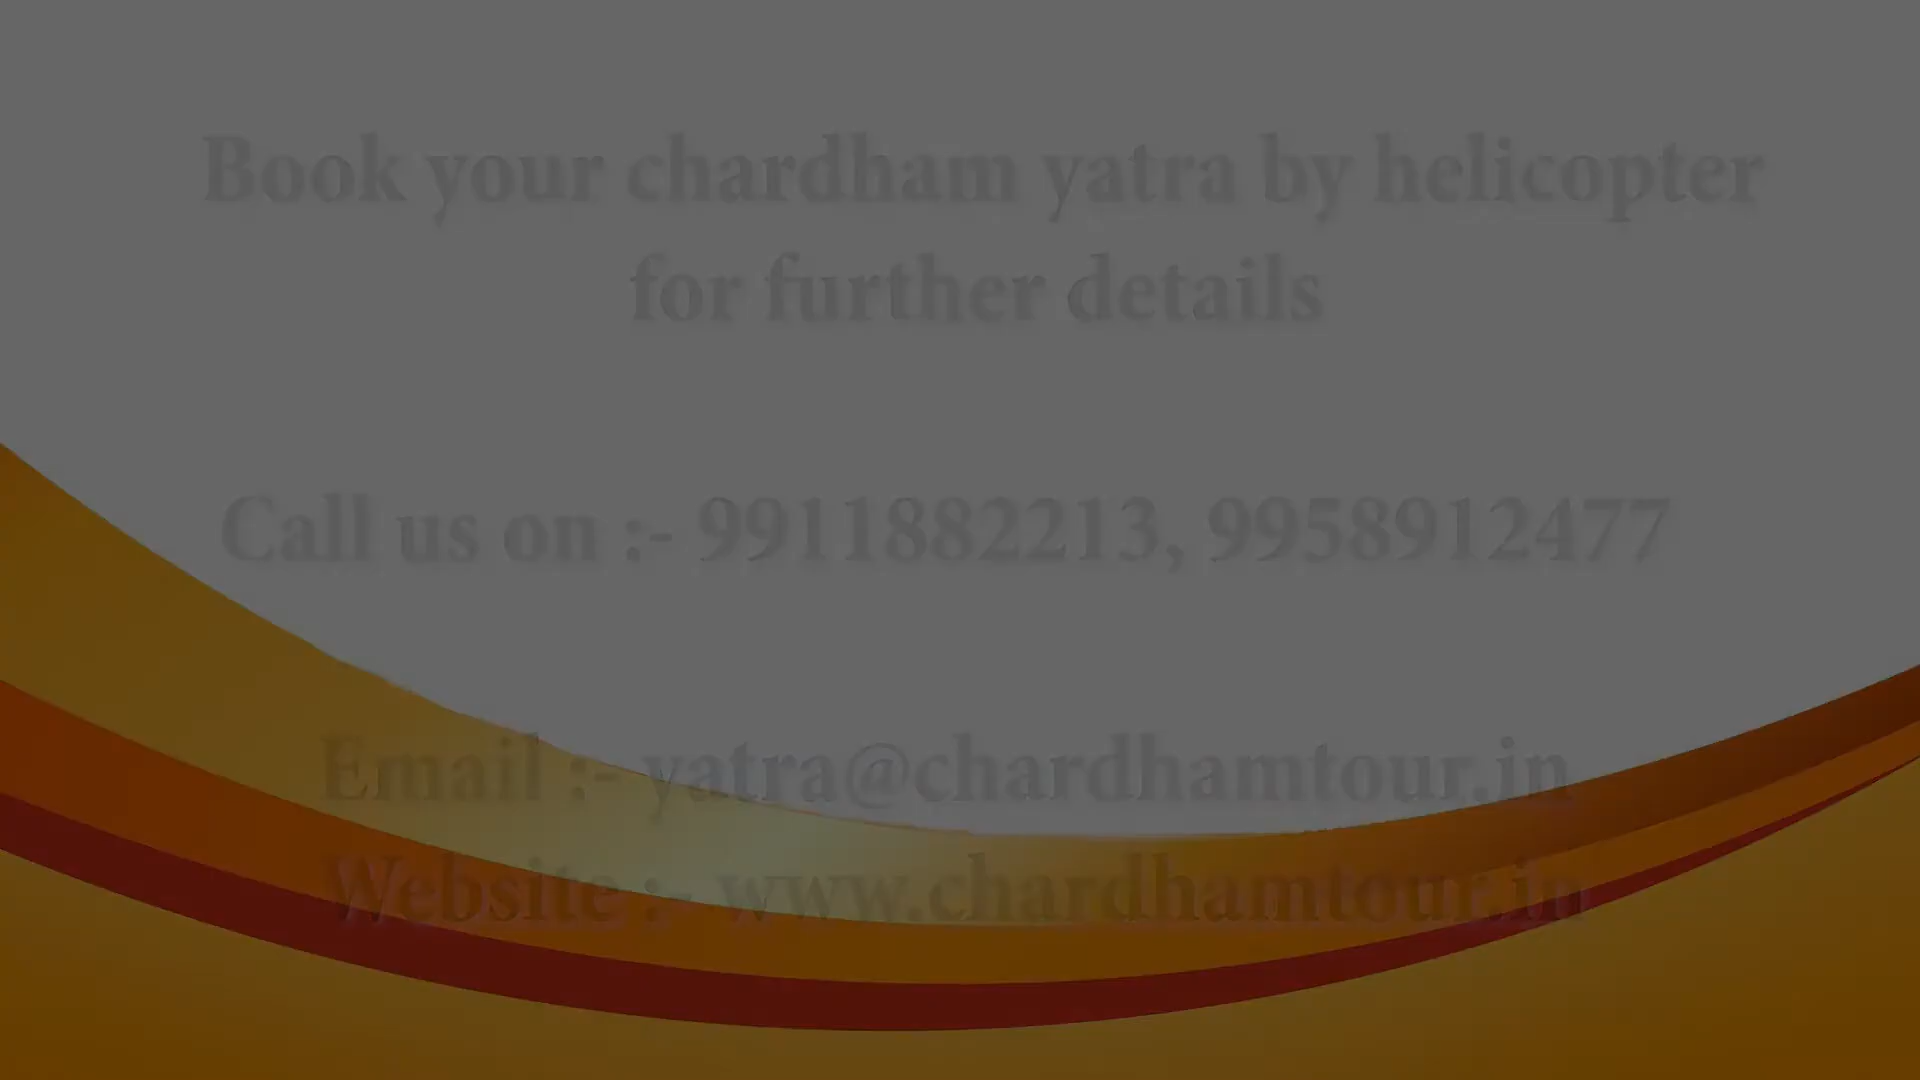 Book your chardham yatra by helicopter
for further details
Call us on :- 9911882213, 9958912477
Email :- yatra@chardhamtour.in
Website :- www.chardhamtour.in